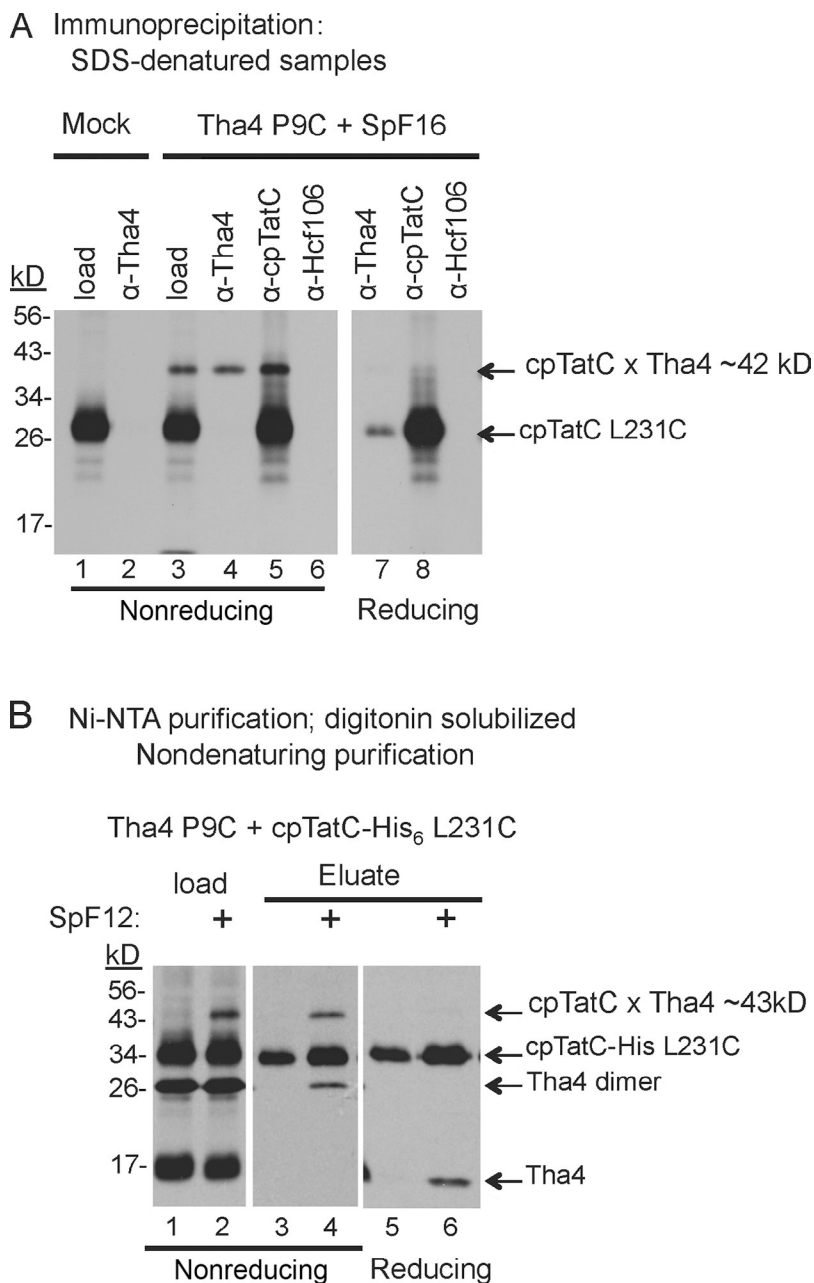 A Immunoprecipitation:
SDS-denatured samples
Mock Tha4 P9C + SpF16
kD load α-Tha4 load α-Tha4 α-cpTatC α-Hcf106 α-Tha4 α-cpTatC α-Hcf106
56-
43-
cpTatC x Tha4 ~42 kD
34-
26-
cpTatC L231C
17-
1 2 3 4 5 6 7 8
Nonreducing Reducing
B Ni-NTA purification; digitonin solubilized
Nondenaturing purification
Tha4 P9C + cpTatC-His6 L231C
load Eluate
SpF12: + + +
kD
56-
43- cpTatC x Tha4 ~43kD
34- cpTatC-His L231C
26- Tha4 dimer
17-
Tha4
1 2 3 4 5 6
Nonreducing Reducing